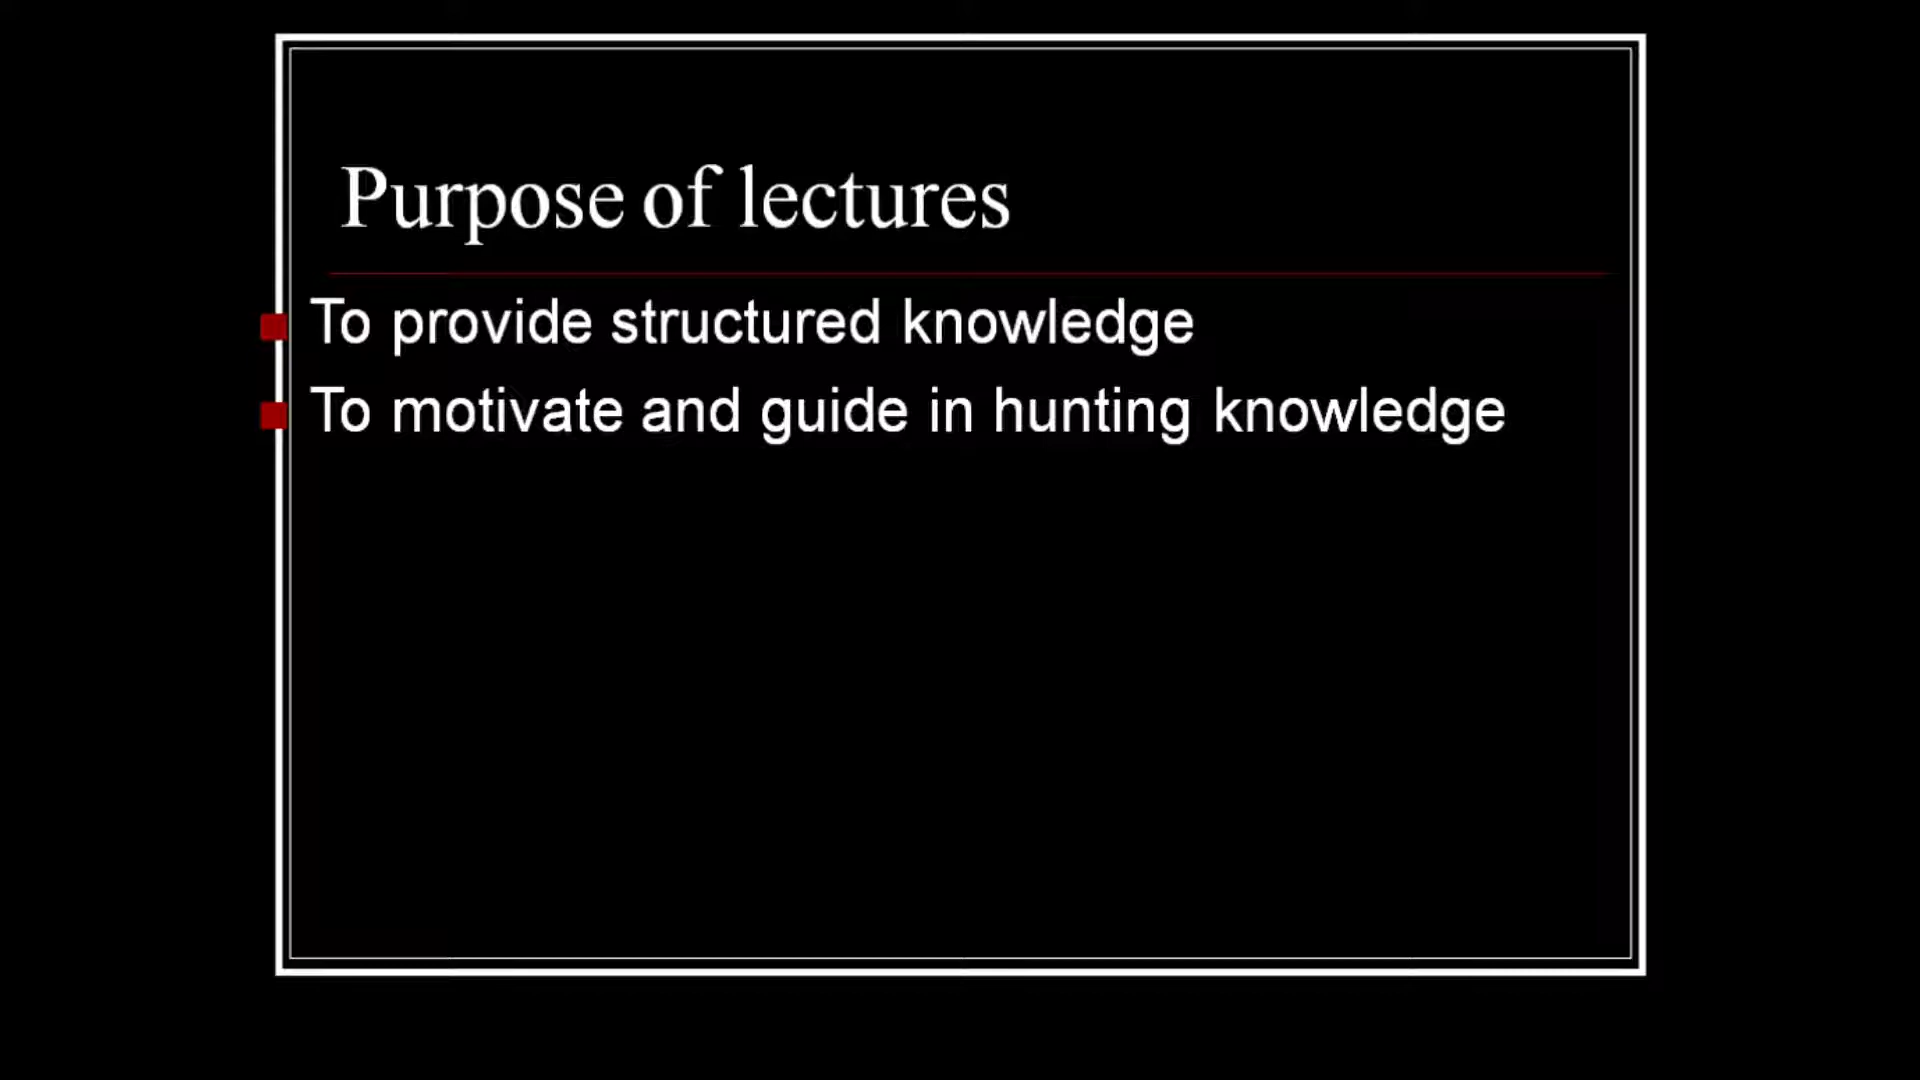 Purpose of lectures
To provide structured knowledge
To motivate and guide in hunting knowledge